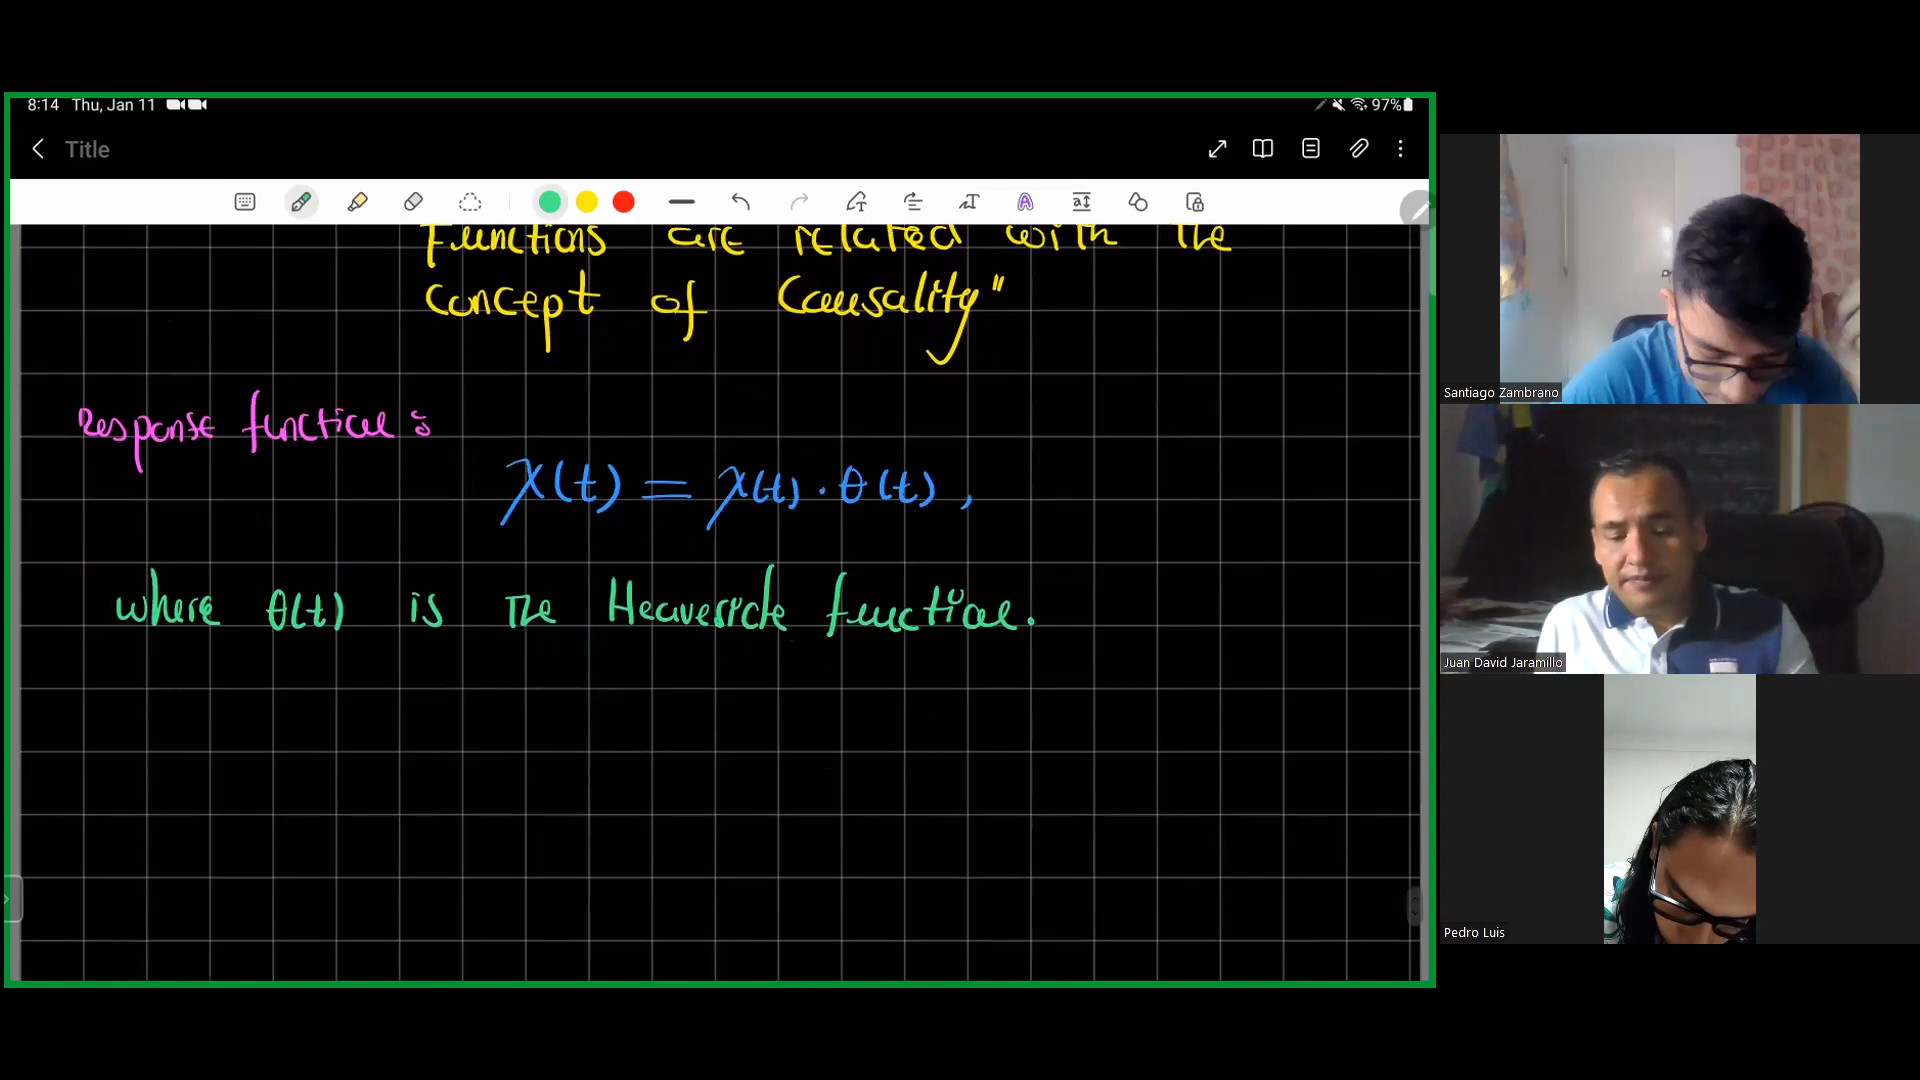 8:14 Thu, Jan 11 97%
Title
Functions are related with the
concept of Causality"
Response function:
χ(t) = χ(t) · θ(t) ,
where θ(t) is the Heaveside function.
Santiago Zambrano
Juan David Jaramillo
Pedro Luis